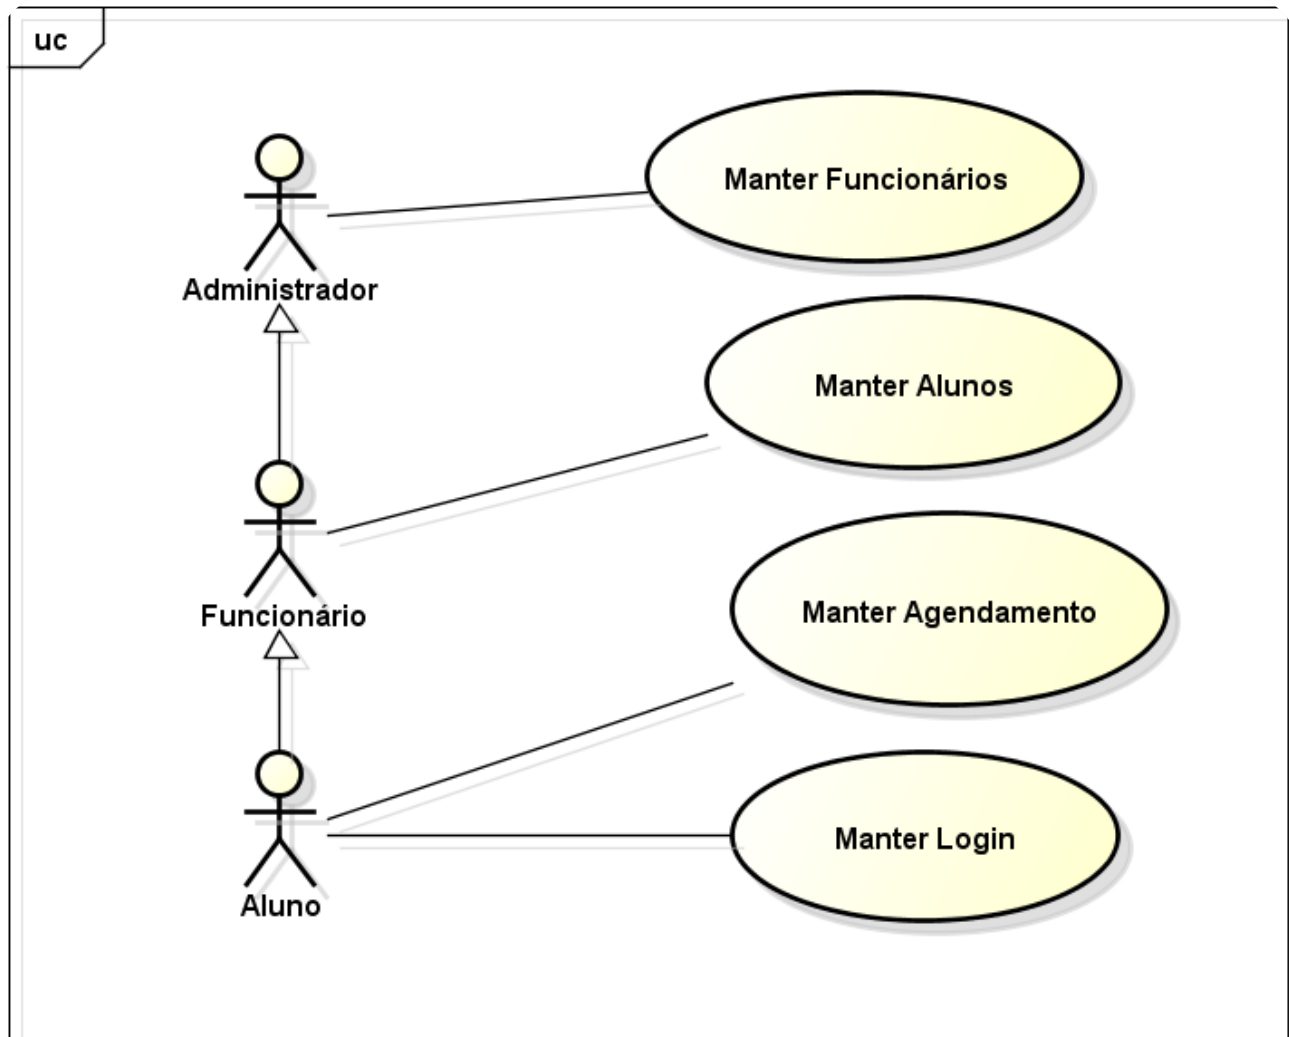 uc
Manter Funcionários
Administrador
Manter Alunos
Funcionário
Manter Agendamento
Manter Login
Aluno